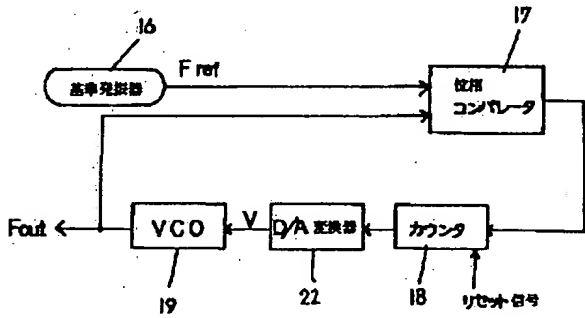 16
17
基準発振器
F ref
位相
コンパレータ
Fout
VCO
V
D/A変換器
カウンタ
19
22
18
リセット信号